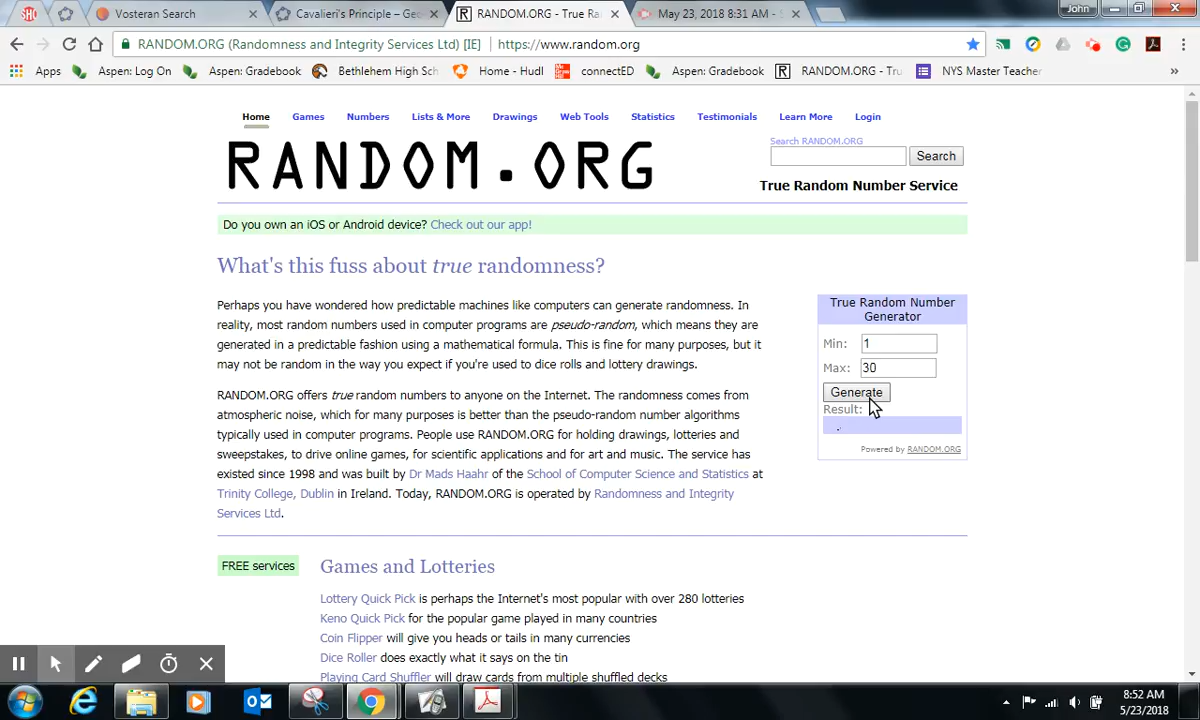 Vosteran Search
Cavalieri's Principle – Geo
RANDOM.ORG - True Ra
May 23, 2018 8:31 AM -
John
RANDOM.ORG (Randomness and Integrity Services Ltd) [IE]
https://www.random.org
Apps
Aspen: Log On
Aspen: Gradebook
Bethlehem High Sch
Home - Hudl
connectED
Aspen: Gradebook
RANDOM.ORG - Tru
NYS Master Teacher
»
Home
Games
Numbers
Lists & More
Drawings
Web Tools
Statistics
Testimonials
Learn More
Login
RANDOM.ORG
Search RANDOM.ORG
Search
True Random Number Service
Do you own an iOS or Android device? Check out our app!
What's this fuss about true randomness?
Perhaps you have wondered how predictable machines like computers can generate randomness. In
reality, most random numbers used in computer programs are pseudo-random, which means they are
generated in a predictable fashion using a mathematical formula. This is fine for many purposes, but it
may not be random in the way you expect if you're used to dice rolls and lottery drawings.
RANDOM.ORG offers true random numbers to anyone on the Internet. The randomness comes from
atmospheric noise, which for many purposes is better than the pseudo-random number algorithms
typically used in computer programs. People use RANDOM.ORG for holding drawings, lotteries and
sweepstakes, to drive online games, for scientific applications and for art and music. The service has
existed since 1998 and was built by Dr Mads Haahr of the School of Computer Science and Statistics at
Trinity College, Dublin in Ireland. Today, RANDOM.ORG is operated by Randomness and Integrity
Services Ltd.
True Random Number
Generator
Min: 1
Max: 30
Generate
Result:
Powered by RANDOM.ORG
FREE services
Games and Lotteries
Lottery Quick Pick is perhaps the Internet's most popular with over 280 lotteries
Keno Quick Pick for the popular game played in many countries
Coin Flipper will give you heads or tails in many currencies
Dice Roller does exactly what it says on the tin
Playing Card Shuffler will draw cards from multiple shuffled decks
8:52 AM
5/23/2018